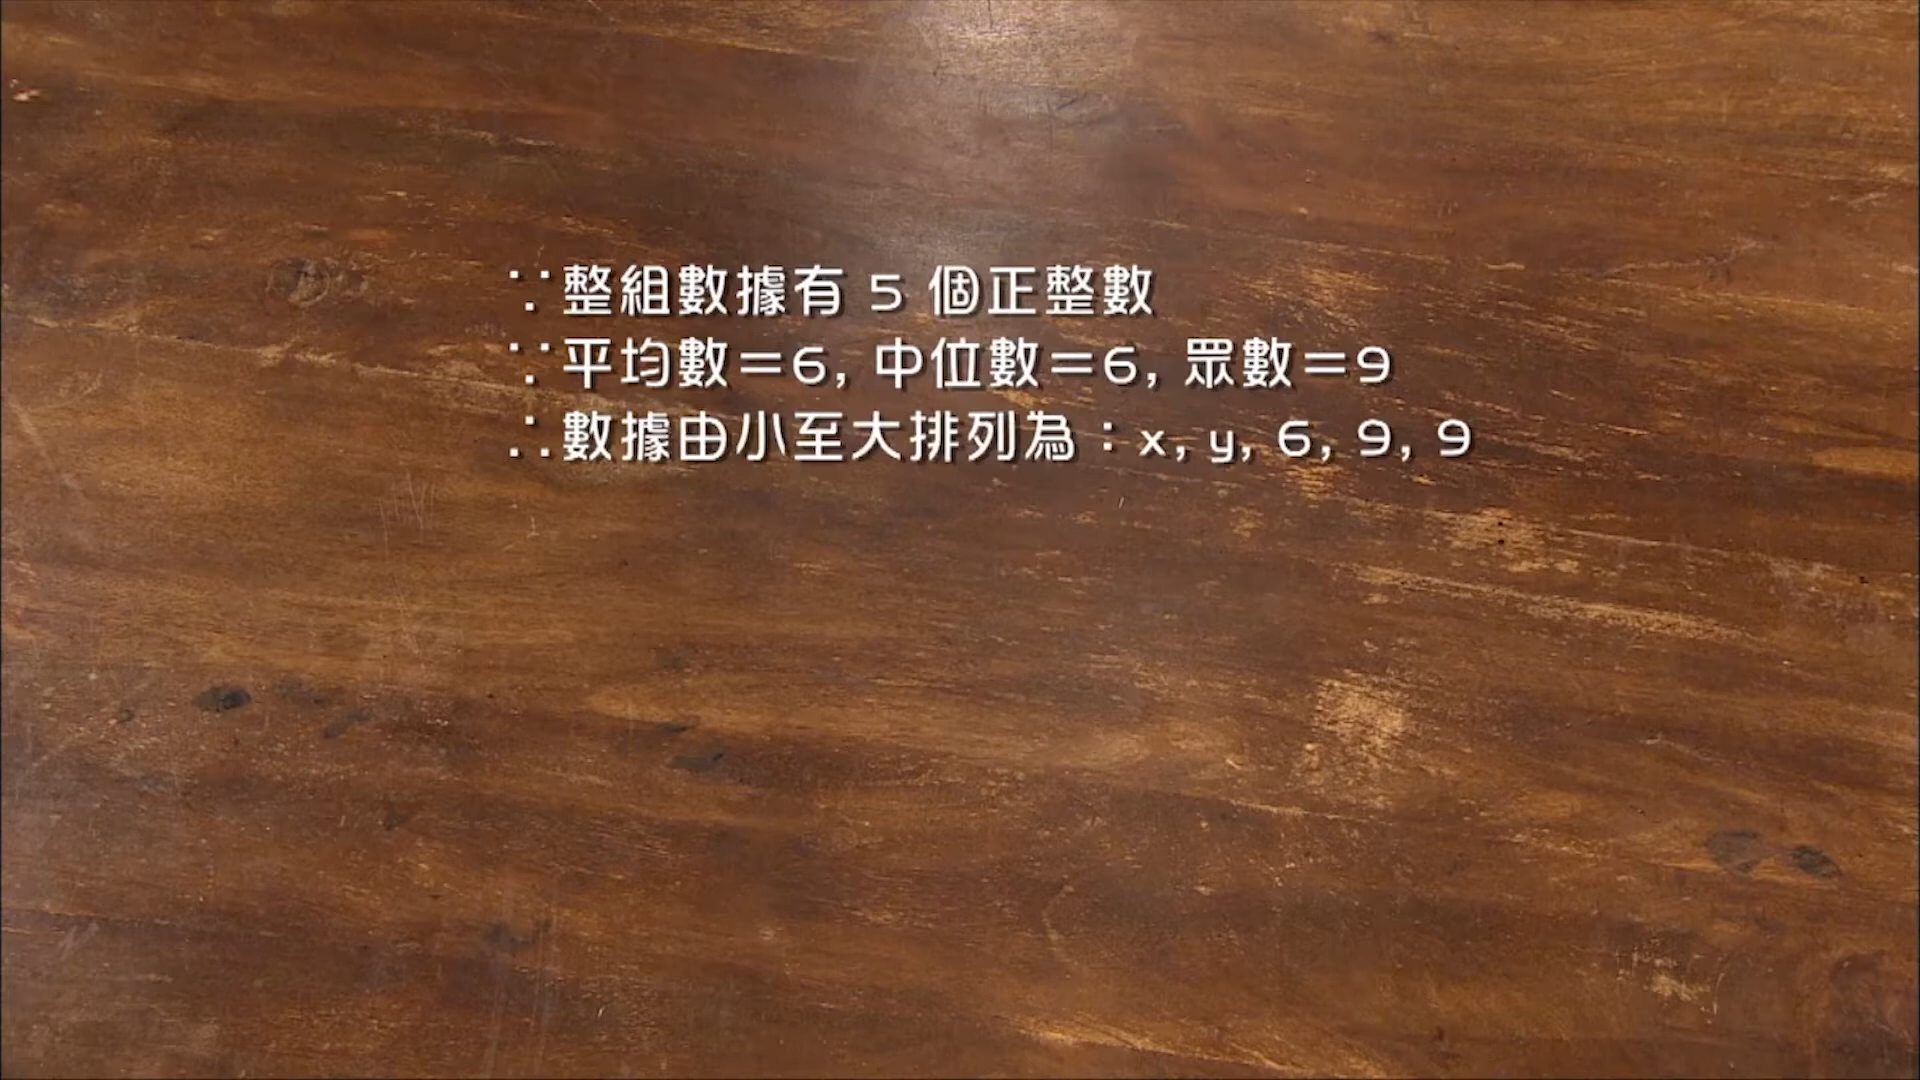 ∵整組數據有 5 個正整數
∵平均數＝6, 中位數＝6, 眾數＝9
∴數據由小至大排列為：x, y, 6, 9, 9